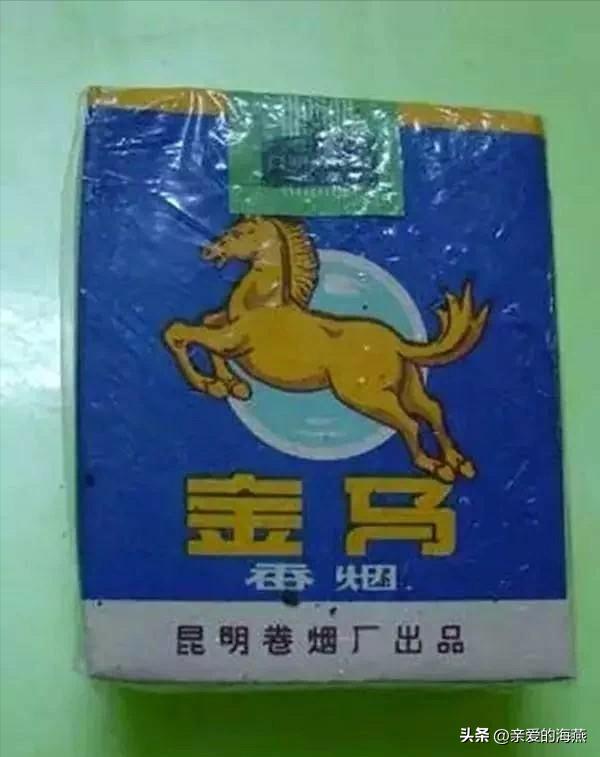 金马
香烟
昆明卷烟厂出品
头条 @亲爱的海燕